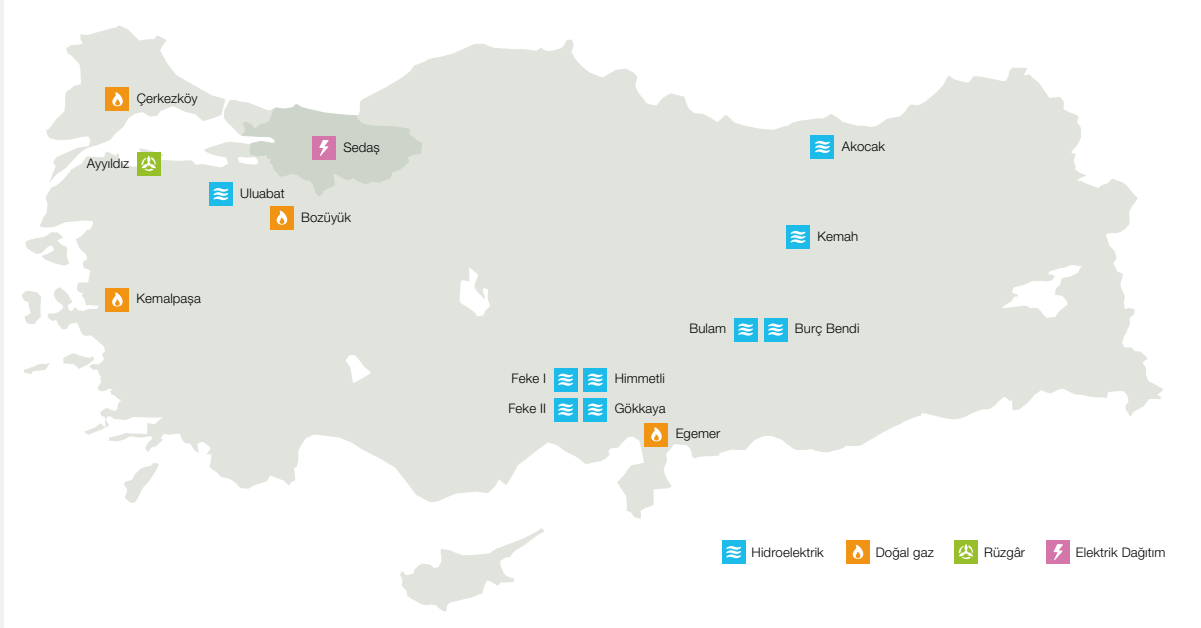 Çerkezköy
Sedaş
Akocak
Ayyıldız
Uluabat
Bozüyük
Kemah
Kemalpaşa
Bulam
Burç Bendi
Feke I
Himmetli
Feke II
Gökkaya
Egemer
Hidroelektrik
Doğal gaz
Rüzgâr
Elektrik Dağıtım